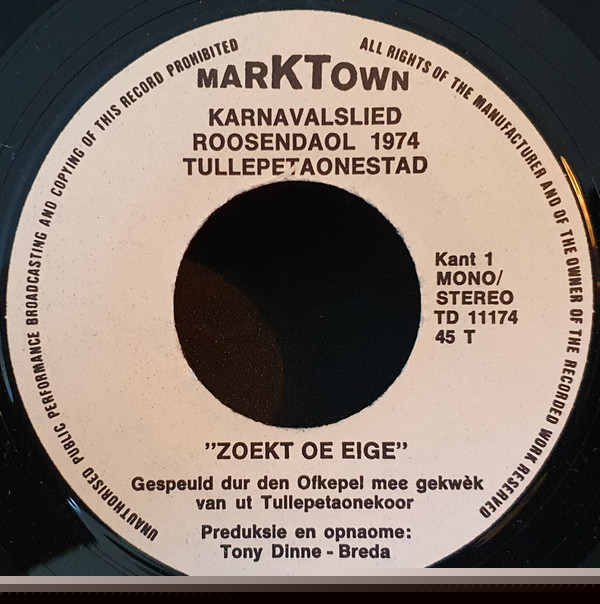 UNAUTHORISED PUBLIC PERFORMANCE BROADCASTING AND COPYING OF THIS RECORD PROHIBITED
ALL RIGHTS OF THE MANUFACTURER AND OF THE OWNER OF THE RECORDED WORK RESERVED
MARKTOWN
KARNAVALSLIED
ROOSENDAOL 1974
TULLEPETAONESTAD
Kant 1
MONO/
STEREO
TD 11174
45 T
"ZOEKT OE EIGE"
Gespeuld dur den Ofkepel mee gekwèk
van ut Tullepetaonekoor
Preduksie en opnaome:
Tony Dinne - Breda